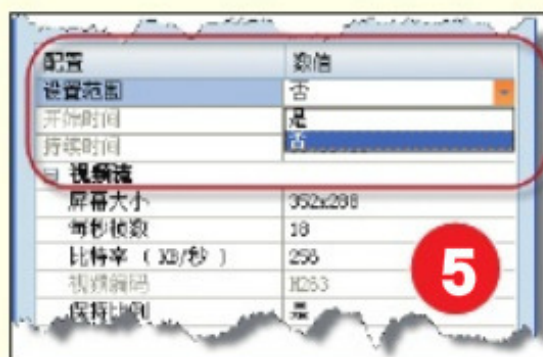 配置 数值
设置范围 否
开始时间 是
持续时间 否
视频流
屏幕大小 352x288
每秒桢数 18
比特率 ( KB/秒 ) 256
视频编码 H263
保持比例 是
5